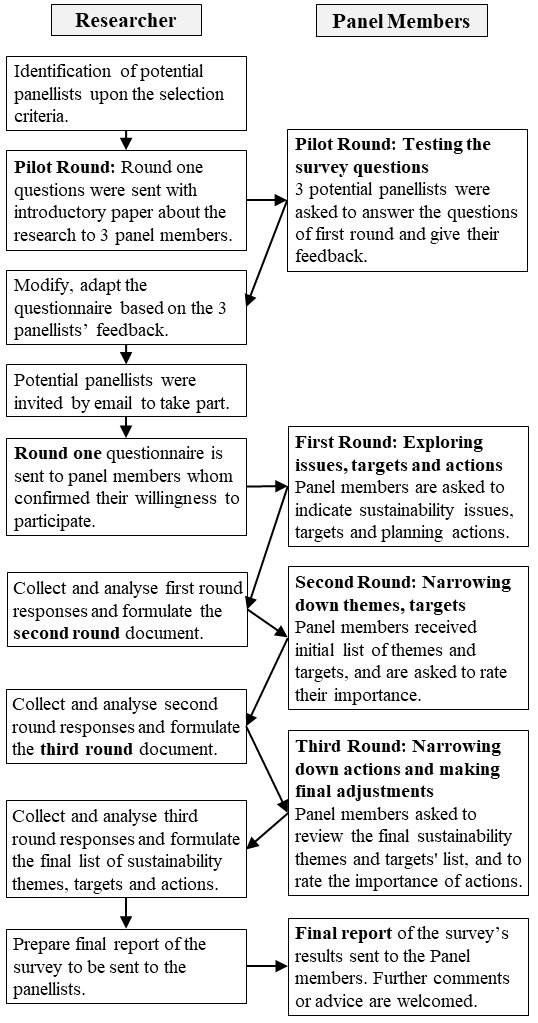 Researcher
Panel Members
Identification of potential
panellists upon the selection
criteria.
Pilot Round: Round one
questions were sent with
introductory paper about the
research to 3 panel members.
Pilot Round: Testing the
survey questions
3 potential panellists were
asked to answer the questions
of first round and give their
feedback.
Modify, adapt the
questionnaire based on the 3
panellists’ feedback.
Potential panellists were
invited by email to take part.
Round one questionnaire is
sent to panel members whom
confirmed their willingness to
participate.
First Round: Exploring
issues, targets and actions
Panel members are asked to
indicate sustainability issues,
targets and planning actions.
Collect and analyse first round
responses and formulate the
second round document.
Second Round: Narrowing
down themes, targets
Panel members received
initial list of themes and
targets, and are asked to rate
their importance.
Collect and analyse second
round responses and formulate
the third round document.
Third Round: Narrowing
down actions and making
final adjustments
Panel members asked to
review the final sustainability
themes and targets' list, and to
rate the importance of actions.
Collect and analyse third
round responses and formulate
the final list of sustainability
themes, targets and actions.
Prepare final report of the
survey to be sent to the
panellists.
Final report of the survey’s
results sent to the Panel
members. Further comments
or advice are welcomed.